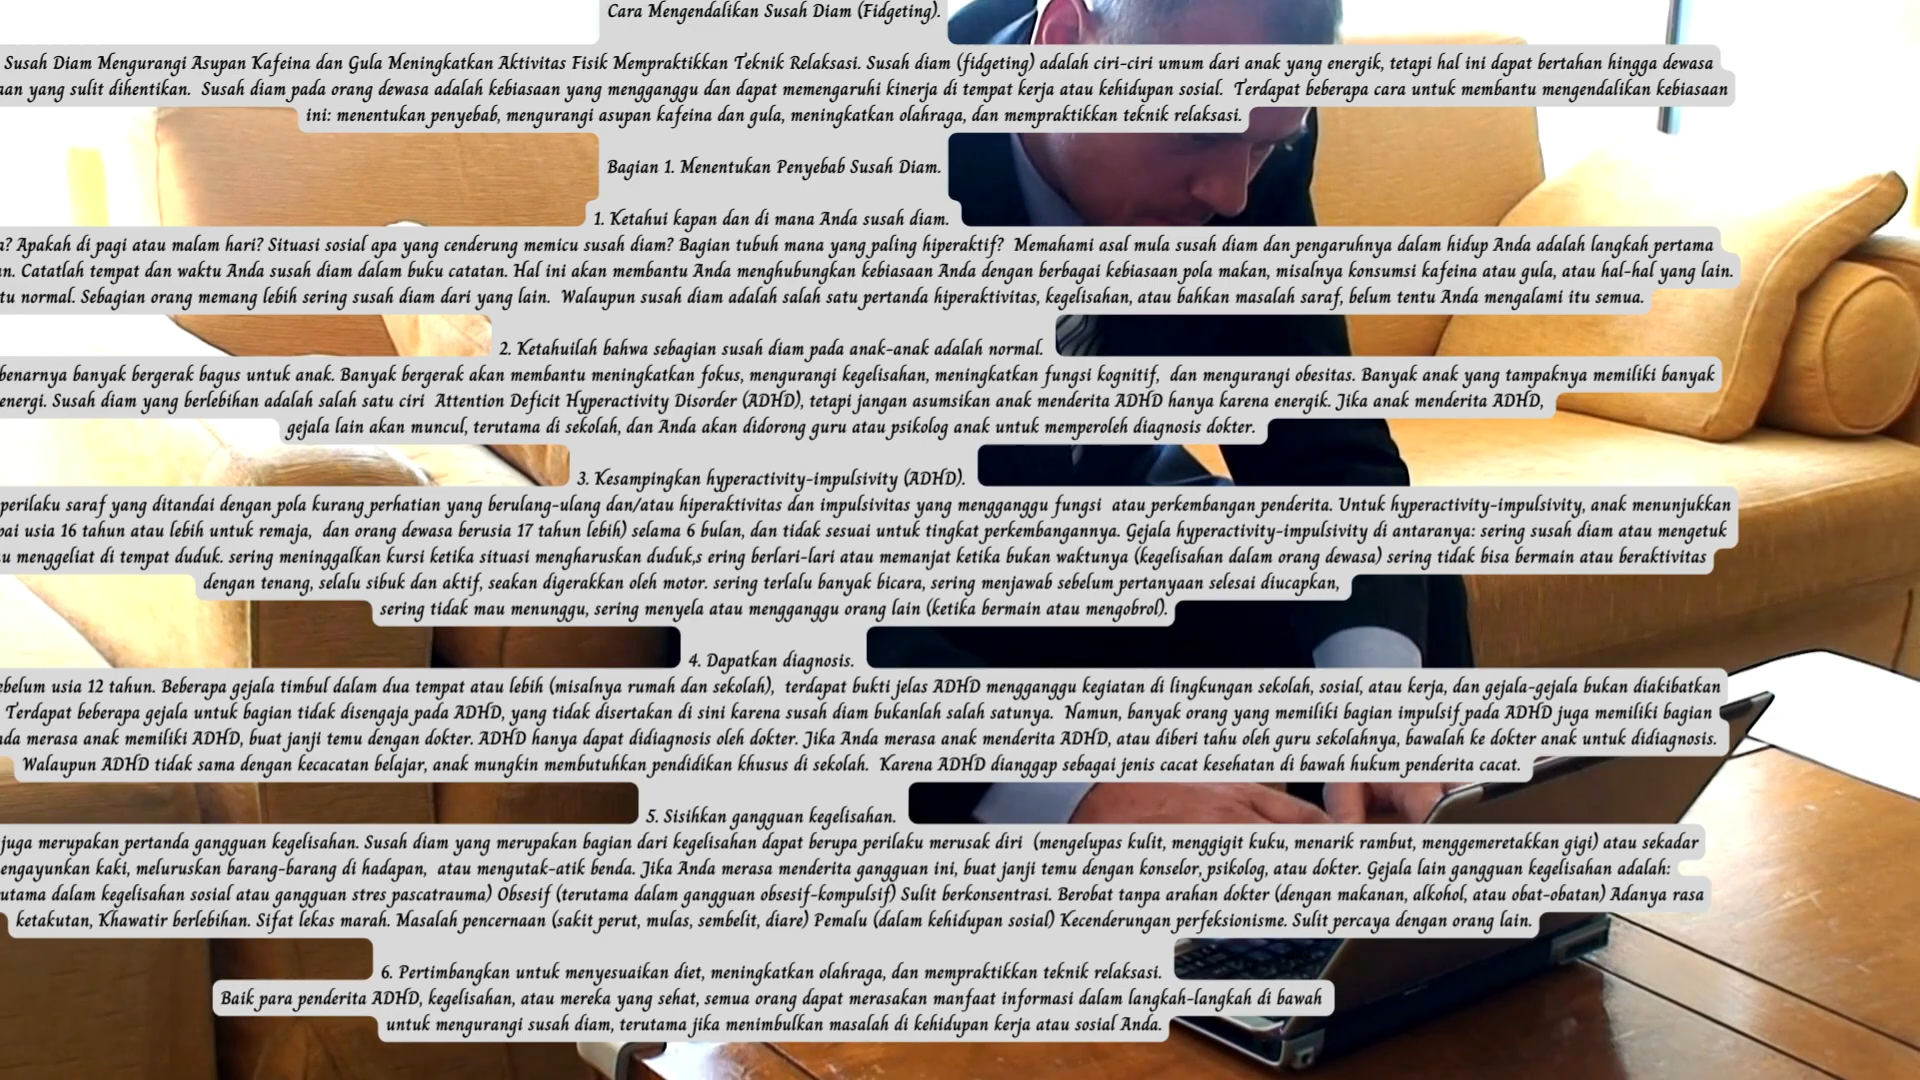 Cara Mengendalikan Susah Diam (Fidgeting).
Susah Diam Mengurangi Asupan Kafeina dan Gula Meningkatkan Aktivitas Fisik Mempraktikkan Teknik Relaksasi. Susah diam (fidgeting) adalah ciri-ciri umum dari anak yang energik, tetapi hal ini dapat bertahan hingga dewasa
yang sulit dihentikan. Susah diam pada orang dewasa adalah kebiasaan yang mengganggu dan dapat memengaruhi kinerja di tempat kerja atau kehidupan sosial. Terdapat beberapa cara untuk membantu mengendalikan kebiasaan
ini: menentukan penyebab, mengurangi asupan kafeina dan gula, meningkatkan olahraga, dan mempraktikkan teknik relaksasi.
Bagian 1. Menentukan Penyebab Susah Diam.
1. Ketahui kapan dan di mana Anda susah diam.
Apakah di pagi atau malam hari? Situasi sosial apa yang cenderung memicu susah diam? Bagian tubuh mana yang paling hiperaktif? Memahami asal mula susah diam dan pengaruhnya dalam hidup Anda adalah langkah pertama
Catatlah tempat dan waktu Anda susah diam dalam buku catatan. Hal ini akan membantu Anda menghubungkan kebiasaan Anda dengan berbagai kebiasaan pola makan, misalnya konsumsi kafeina atau gula, atau hal-hal yang lain.
normal. Sebagian orang memang lebih sering susah diam dari yang lain. Walaupun susah diam adalah salah satu pertanda hiperaktivitas, kegelisahan, atau bahkan masalah saraf, belum tentu Anda mengalami itu semua.
2. Ketahuilah bahwa sebagian susah diam pada anak-anak adalah normal.
banyak bergerak bagus untuk anak. Banyak bergerak akan membantu meningkatkan fokus, mengurangi kegelisahan, meningkatkan fungsi kognitif, dan mengurangi obesitas. Banyak anak yang tampaknya memiliki banyak
energi. Susah diam yang berlebihan adalah salah satu ciri Attention Deficit Hyperactivity Disorder (ADHD), tetapi jangan asumsikan anak menderita ADHD hanya karena energik. Jika anak menderita ADHD,
gejala lain akan muncul, terutama di sekolah, dan Anda akan didorong guru atau psikolog anak untuk memperoleh diagnosis dokter.
3. Kesampingkan hyperactivity-impulsivity (ADHD).
perilaku saraf yang ditandai dengan pola kurang perhatian yang berulang-ulang dan/atau hiperaktivitas dan impulsivitas yang mengganggu fungsi atau perkembangan penderita. Untuk hyperactivity-impulsivity, anak menunjukkan
usia 16 tahun atau lebih untuk remaja, dan orang dewasa berusia 17 tahun lebih) selama 6 bulan, dan tidak sesuai untuk tingkat perkembangannya. Gejala hyperactivity-impulsivity di antaranya: sering susah diam atau mengetuk
menggeliat di tempat duduk. sering meninggalkan kursi ketika situasi mengharuskan duduk,s ering berlari-lari atau memanjat ketika bukan waktunya (kegelisahan dalam orang dewasa) sering tidak bisa bermain atau beraktivitas
dengan tenang, selalu sibuk dan aktif, seakan digerakkan oleh motor. sering terlalu banyak bicara, sering menjawab sebelum pertanyaan selesai diucapkan,
sering tidak mau menunggu, sering menyela atau mengganggu orang lain (ketika bermain atau mengobrol).
4. Dapatkan diagnosis.
usia 12 tahun. Beberapa gejala timbul dalam dua tempat atau lebih (misalnya rumah dan sekolah), terdapat bukti jelas ADHD mengganggu kegiatan di lingkungan sekolah, sosial, atau kerja, dan gejala-gejala bukan diakibatkan
Terdapat beberapa gejala untuk bagian tidak disengaja pada ADHD, yang tidak disertakan di sini karena susah diam bukanlah salah satunya. Namun, banyak orang yang memiliki bagian impulsif pada ADHD juga memiliki bagian
merasa anak memiliki ADHD, buat janji temu dengan dokter. ADHD hanya dapat didiagnosis oleh dokter. Jika Anda merasa anak menderita ADHD, atau diberi tahu oleh guru sekolahnya, bawalah ke dokter anak untuk didiagnosis.
Walaupun ADHD tidak sama dengan kecacatan belajar, anak mungkin membutuhkan pendidikan khusus di sekolah. Karena ADHD dianggap sebagai jenis cacat kesehatan di bawah hukum penderita cacat.
5. Sisihkan gangguan kegelisahan.
juga merupakan pertanda gangguan kegelisahan. Susah diam yang merupakan bagian dari kegelisahan dapat berupa perilaku merusak diri (mengelupas kulit, menggigit kuku, menarik rambut, menggemeretakkan gigi) atau sekadar
kaki, meluruskan barang-barang di hadapan, atau mengutak-atik benda. Jika Anda merasa menderita gangguan ini, buat janji temu dengan konselor, psikolog, atau dokter. Gejala lain gangguan kegelisahan adalah:
dalam kegelisahan sosial atau gangguan stres pascatrauma) Obsesif (terutama dalam gangguan obsesif-kompulsif) Sulit berkonsentrasi. Berobat tanpa arahan dokter (dengan makanan, alkohol, atau obat-obatan) Adanya rasa
ketakutan, Khawatir berlebihan. Sifat lekas marah. Masalah pencernaan (sakit perut, mulas, sembelit, diare) Pemalu (dalam kehidupan sosial) Kecenderungan perfeksionisme. Sulit percaya dengan orang lain.
6. Pertimbangkan untuk menyesuaikan diet, meningkatkan olahraga, dan mempraktikkan teknik relaksasi.
Baik para penderita ADHD, kegelisahan, atau mereka yang sehat, semua orang dapat merasakan manfaat informasi dalam langkah-langkah di bawah
untuk mengurangi susah diam, terutama jika menimbulkan masalah di kehidupan kerja atau sosial Anda.